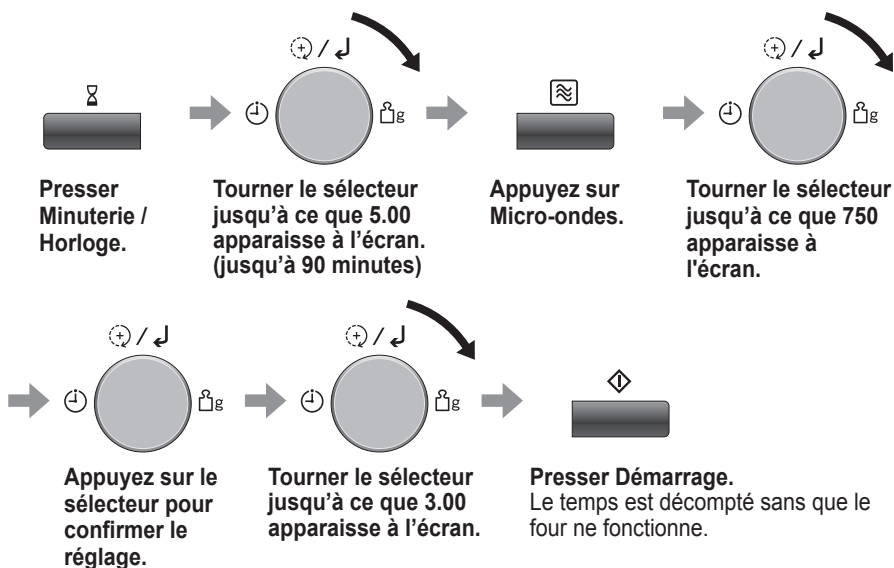 Presser
Minuterie /
Horloge.
g
Tourner le sélecteur
jusqu’à ce que 5.00
apparaisse à l’écran.
(jusqu’à 90 minutes)
Appuyez sur
Micro-ondes.
g
Tourner le sélecteur
jusqu’à ce que 750
apparaisse à
l'écran.
g
Appuyez sur le
sélecteur pour
confirmer le
réglage.
g
Tourner le sélecteur
jusqu’à ce que 3.00
apparaisse à l’écran.
Presser Démarrage.
Le temps est décompté sans que le
four ne fonctionne.